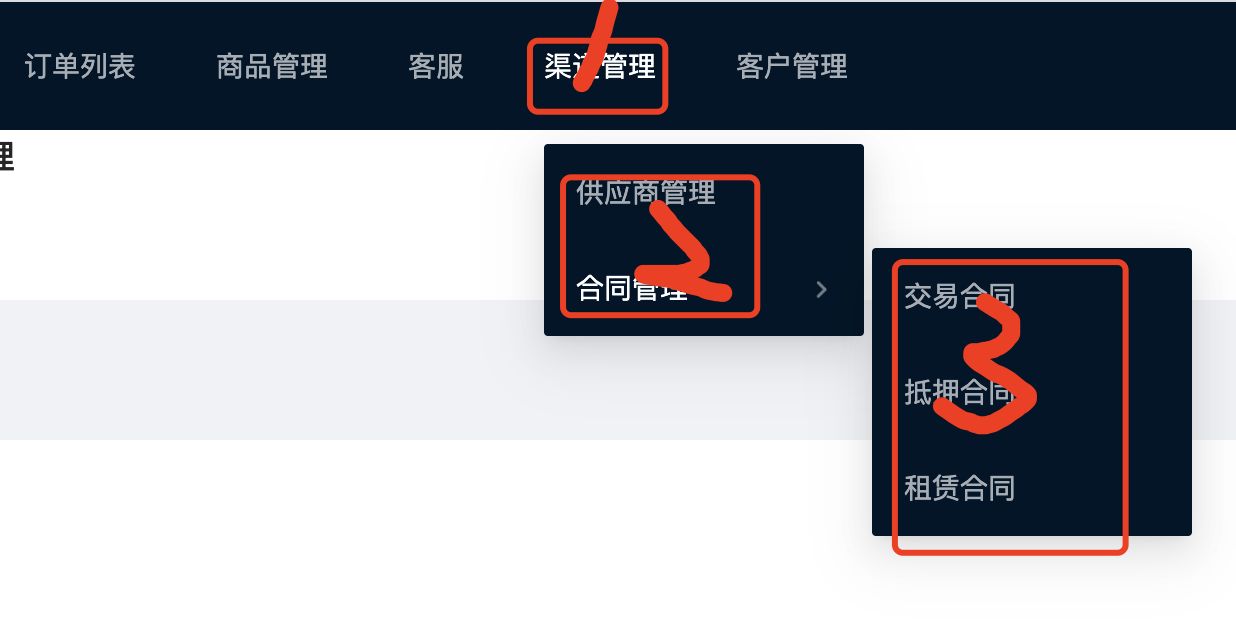 订单列表 商品管理 客服 渠道管理 客户管理
理
供应商管理
合同管理
交易合同
抵押合同
租赁合同
1
2
3